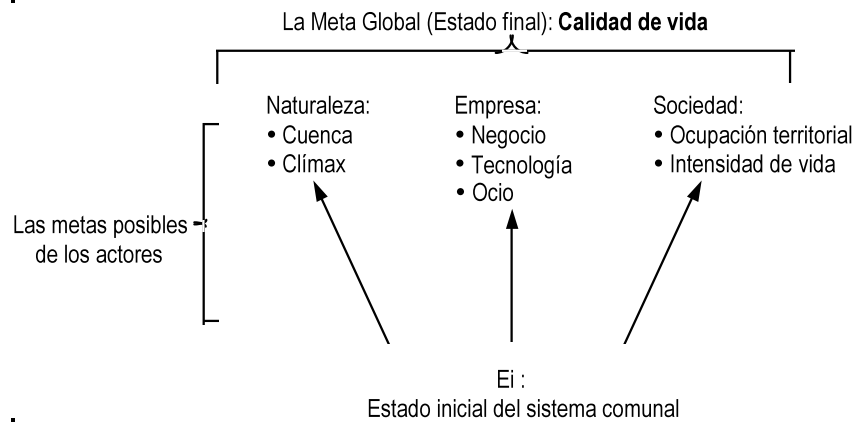 La Meta Global (Estado final): Calidad de vida
Naturaleza:
• Cuenca
• Clímax
Empresa:
• Negocio
• Tecnología
• Ocio
Sociedad:
• Ocupación territorial
• Intensidad de vida
Las metas posibles
de los actores
Ei :
Estado inicial del sistema comunal